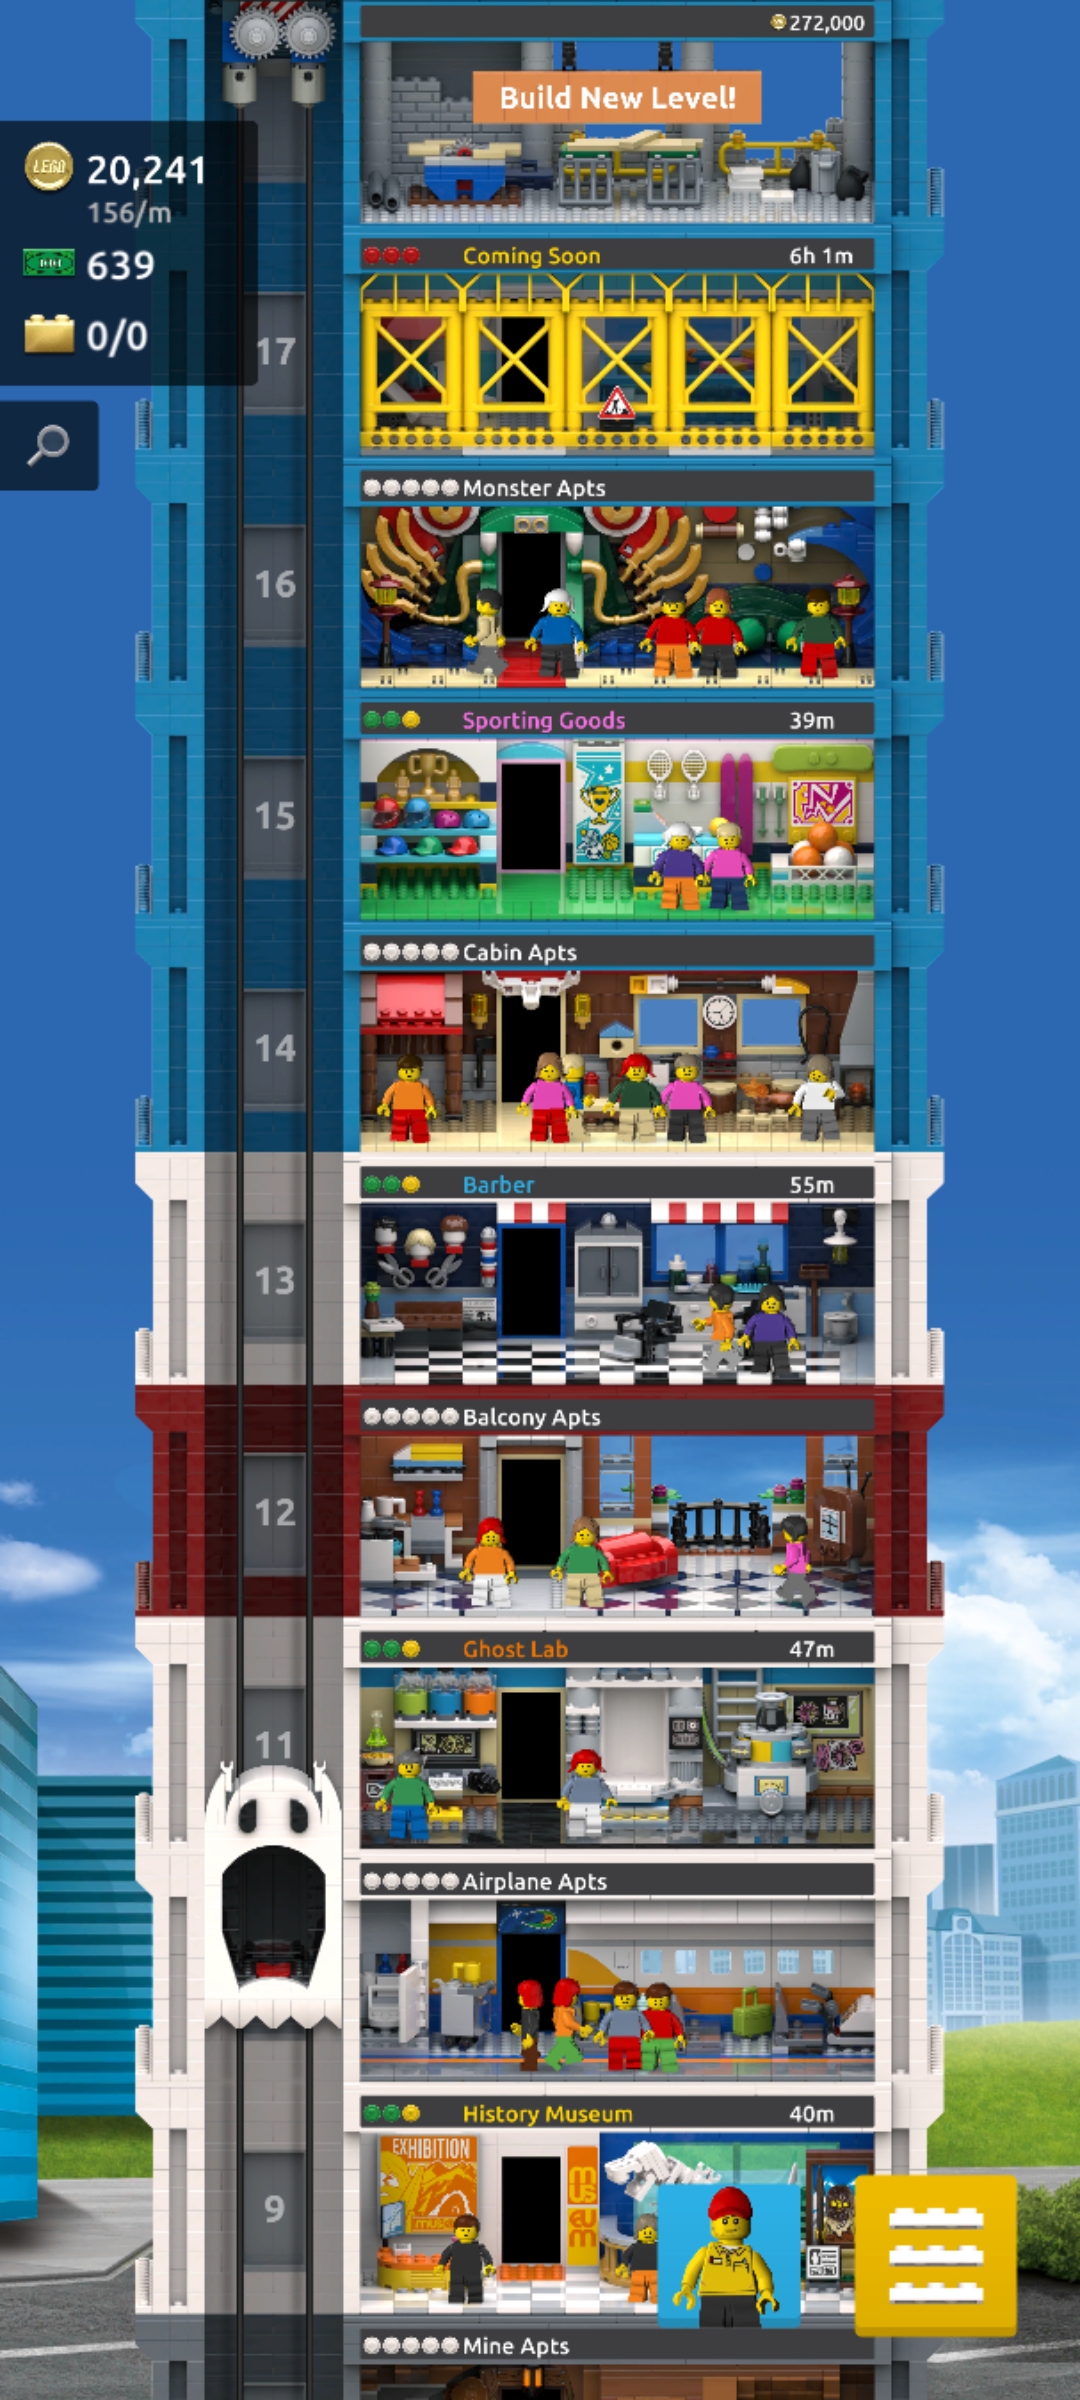 272,000
Build New Level!
LEGO
20,241
156/m
639
0/0
Coming Soon
6h 1m
17
Monster Apts
16
Sporting Goods
39m
15
Cabin Apts
14
Barber
55m
13
Balcony Apts
12
Ghost Lab
47m
11
Airplane Apts
History Museum
40m
EXHIBITION
mus
eum
9
Mine Apts